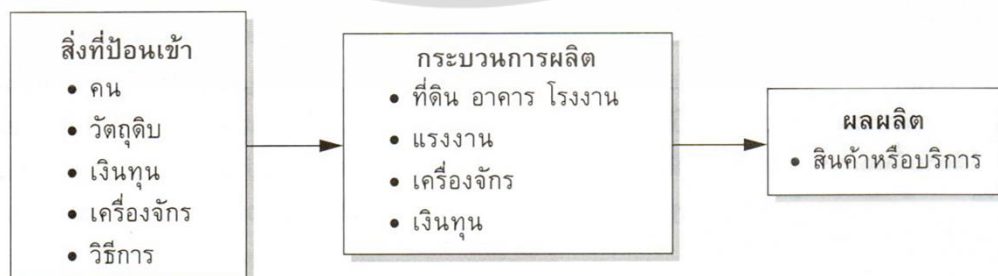 สิ่งที่ป้อนเข้า
• คน
• วัตถุดิบ
• เงินทุน
• เครื่องจักร
• วิธีการ
กระบวนการผลิต
• ที่ดิน อาคาร โรงงาน
• แรงงาน
• เครื่องจักร
• เงินทุน
ผลผลิต
• สินค้าหรือบริการ